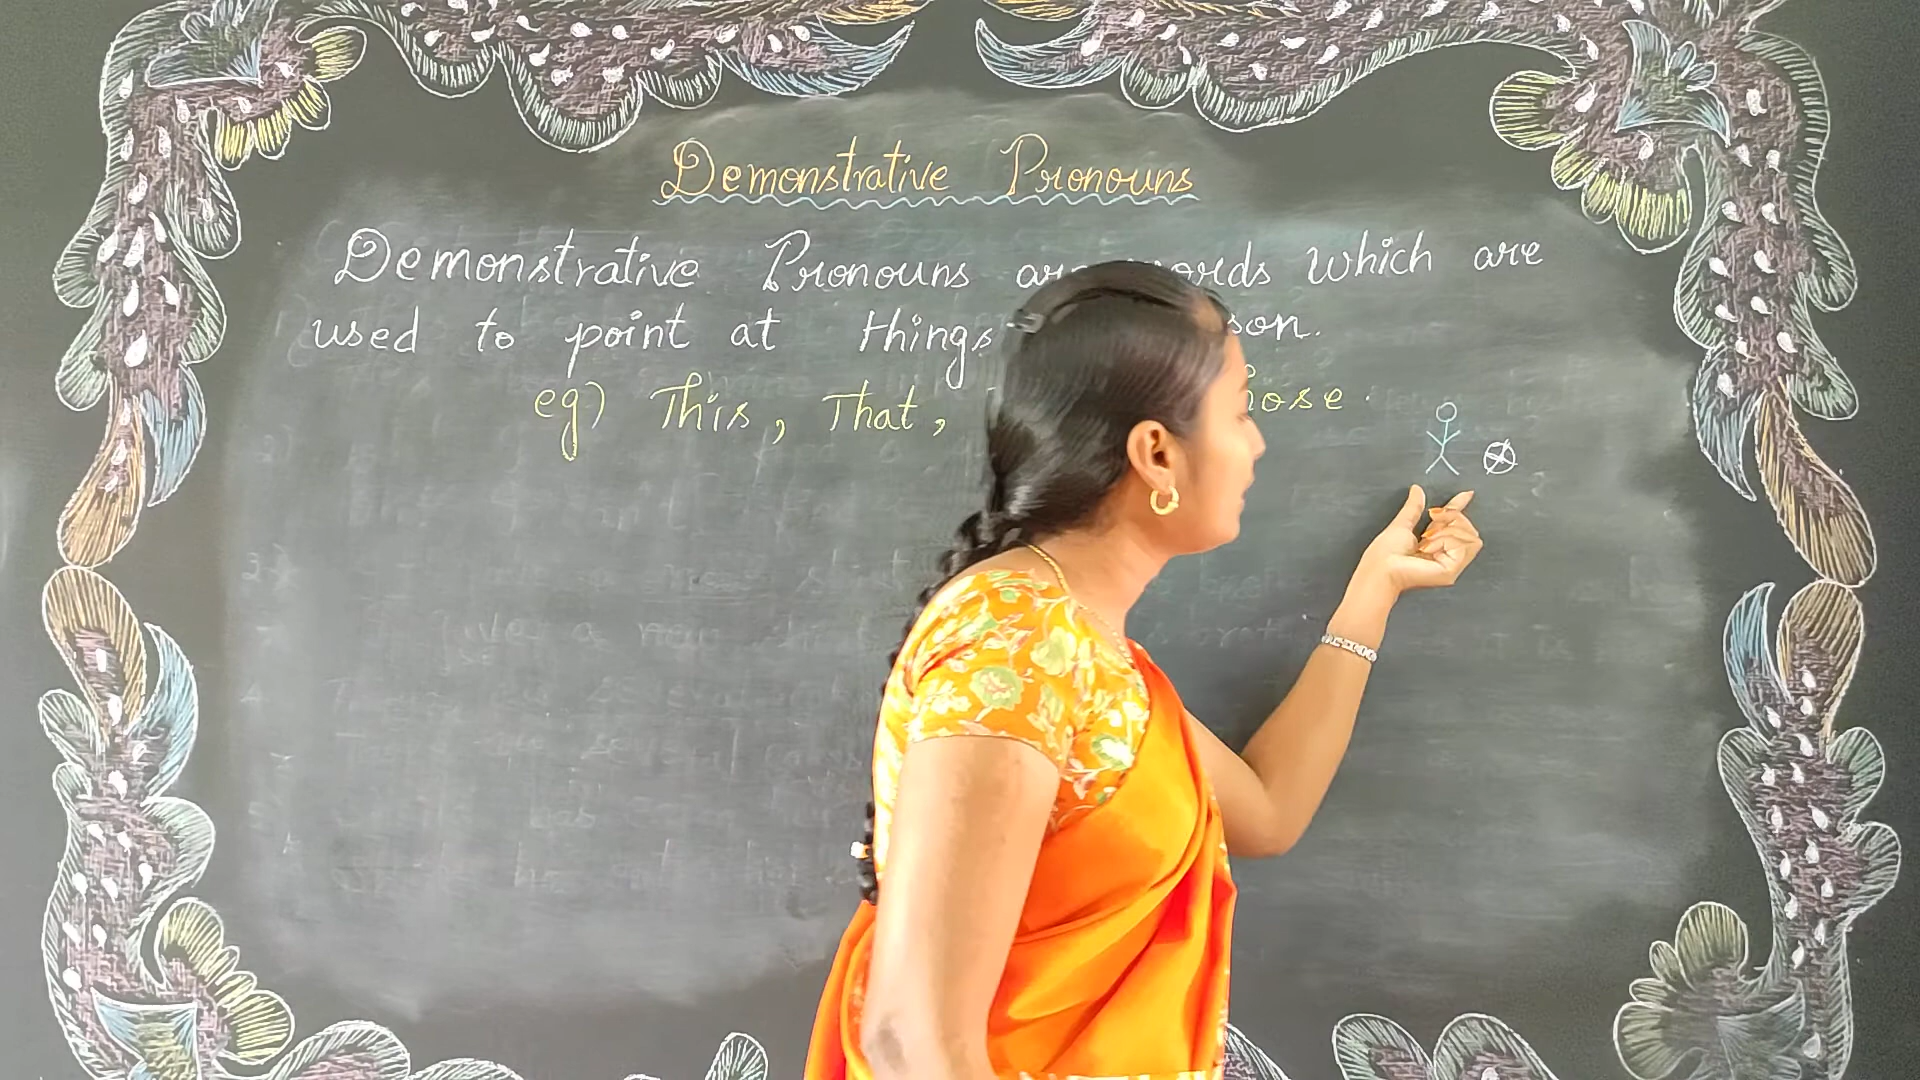 Demonstrative Pronouns
Demonstrative Pronouns are words which are
used to point at things son.
eg) This, That, hose.